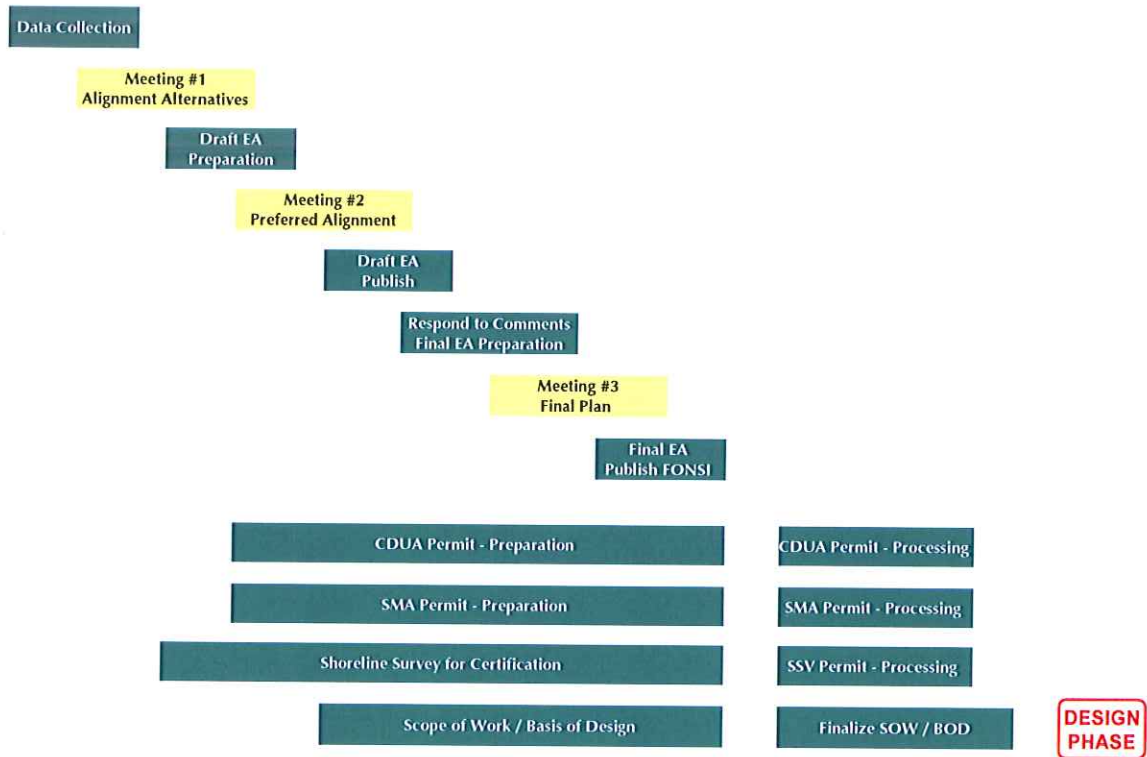 Data Collection
Meeting #1
Alignment Alternatives
Draft EA
Preparation
Meeting #2
Preferred Alignment
Draft EA
Publish
Respond to Comments
Final EA Preparation
Meeting #3
Final Plan
Final EA
Publish FONSI
CDUA Permit - Preparation
CDUA Permit - Processing
SMA Permit - Preparation
SMA Permit - Processing
Shoreline Survey for Certification
SSV Permit - Processing
Scope of Work / Basis of Design
Finalize SOW / BOD
DESIGN
PHASE